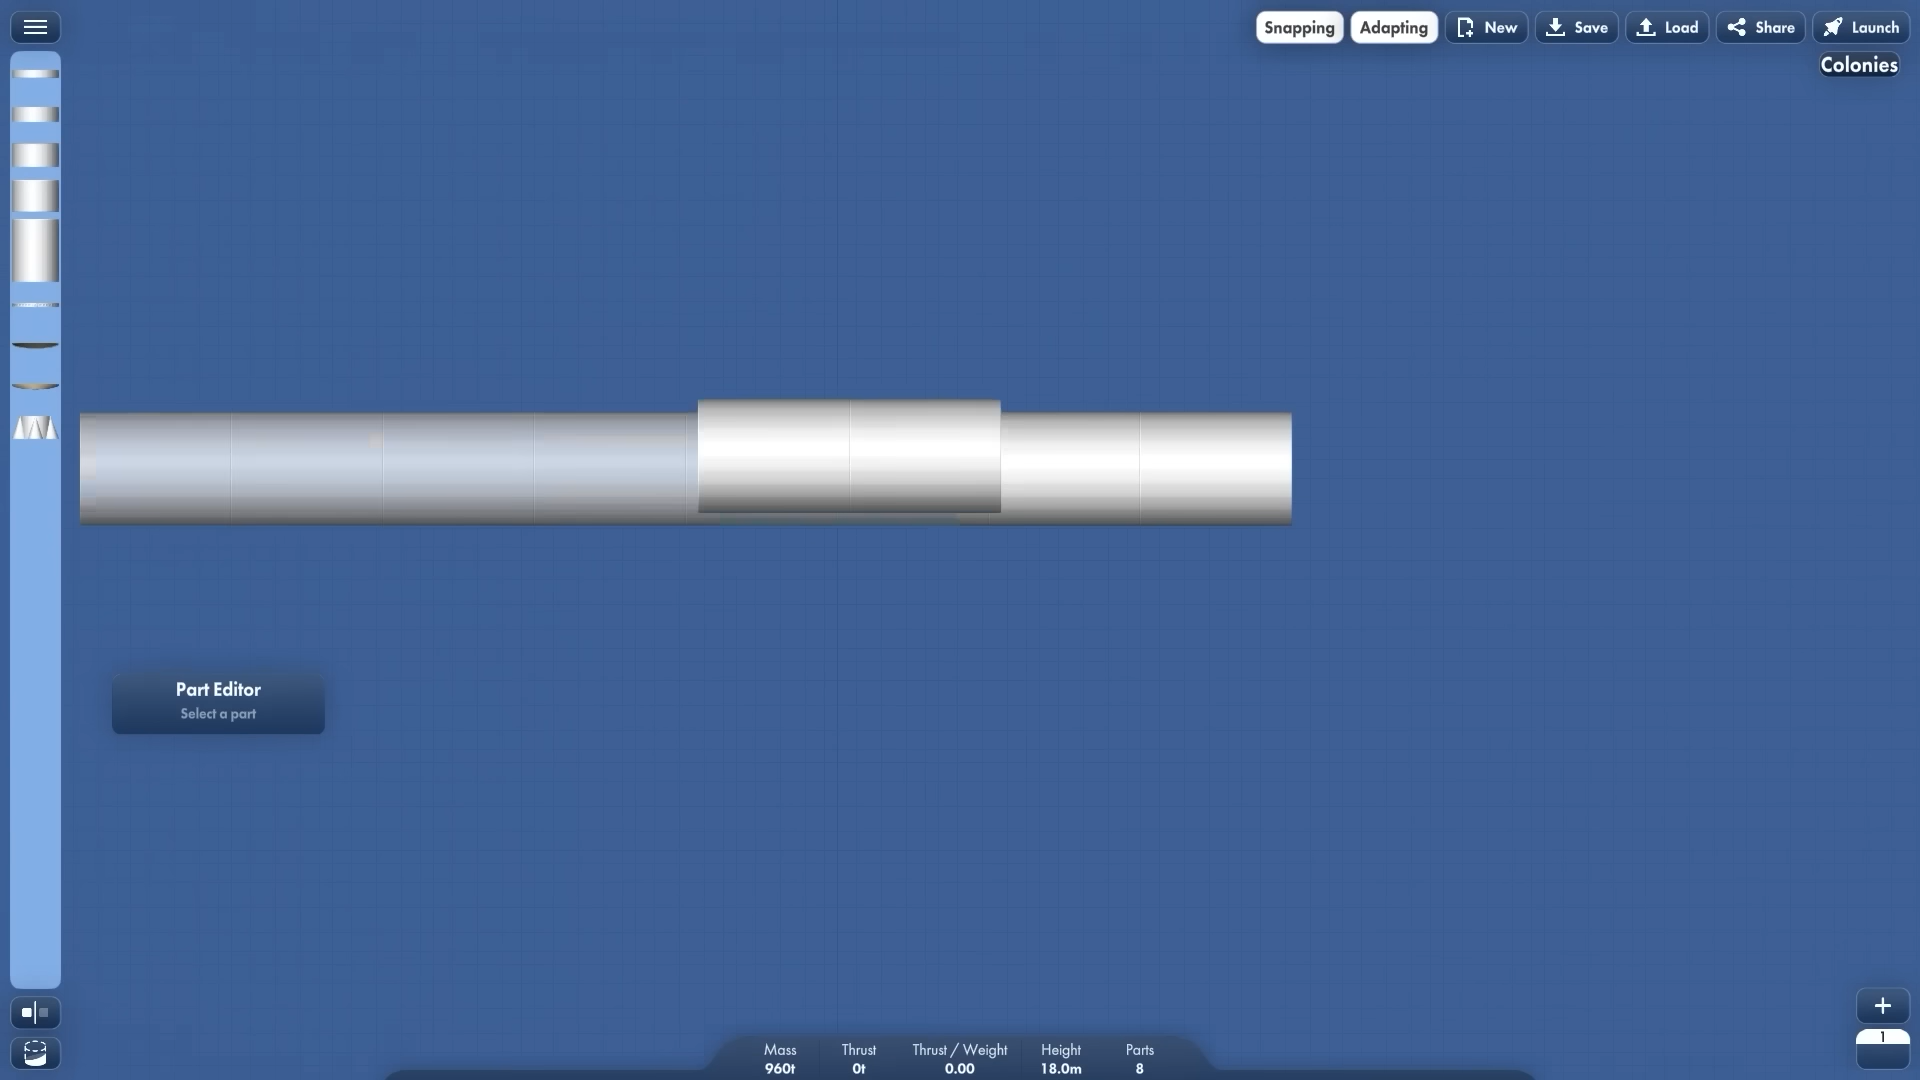 Snapping
Adapting
New
Save
Load
Share
Launch
Colonies
Part Editor
Select a part
Mass
960t
Thrust
0t
Thrust / Weight
0.00
Height
18.0m
Parts
8
1